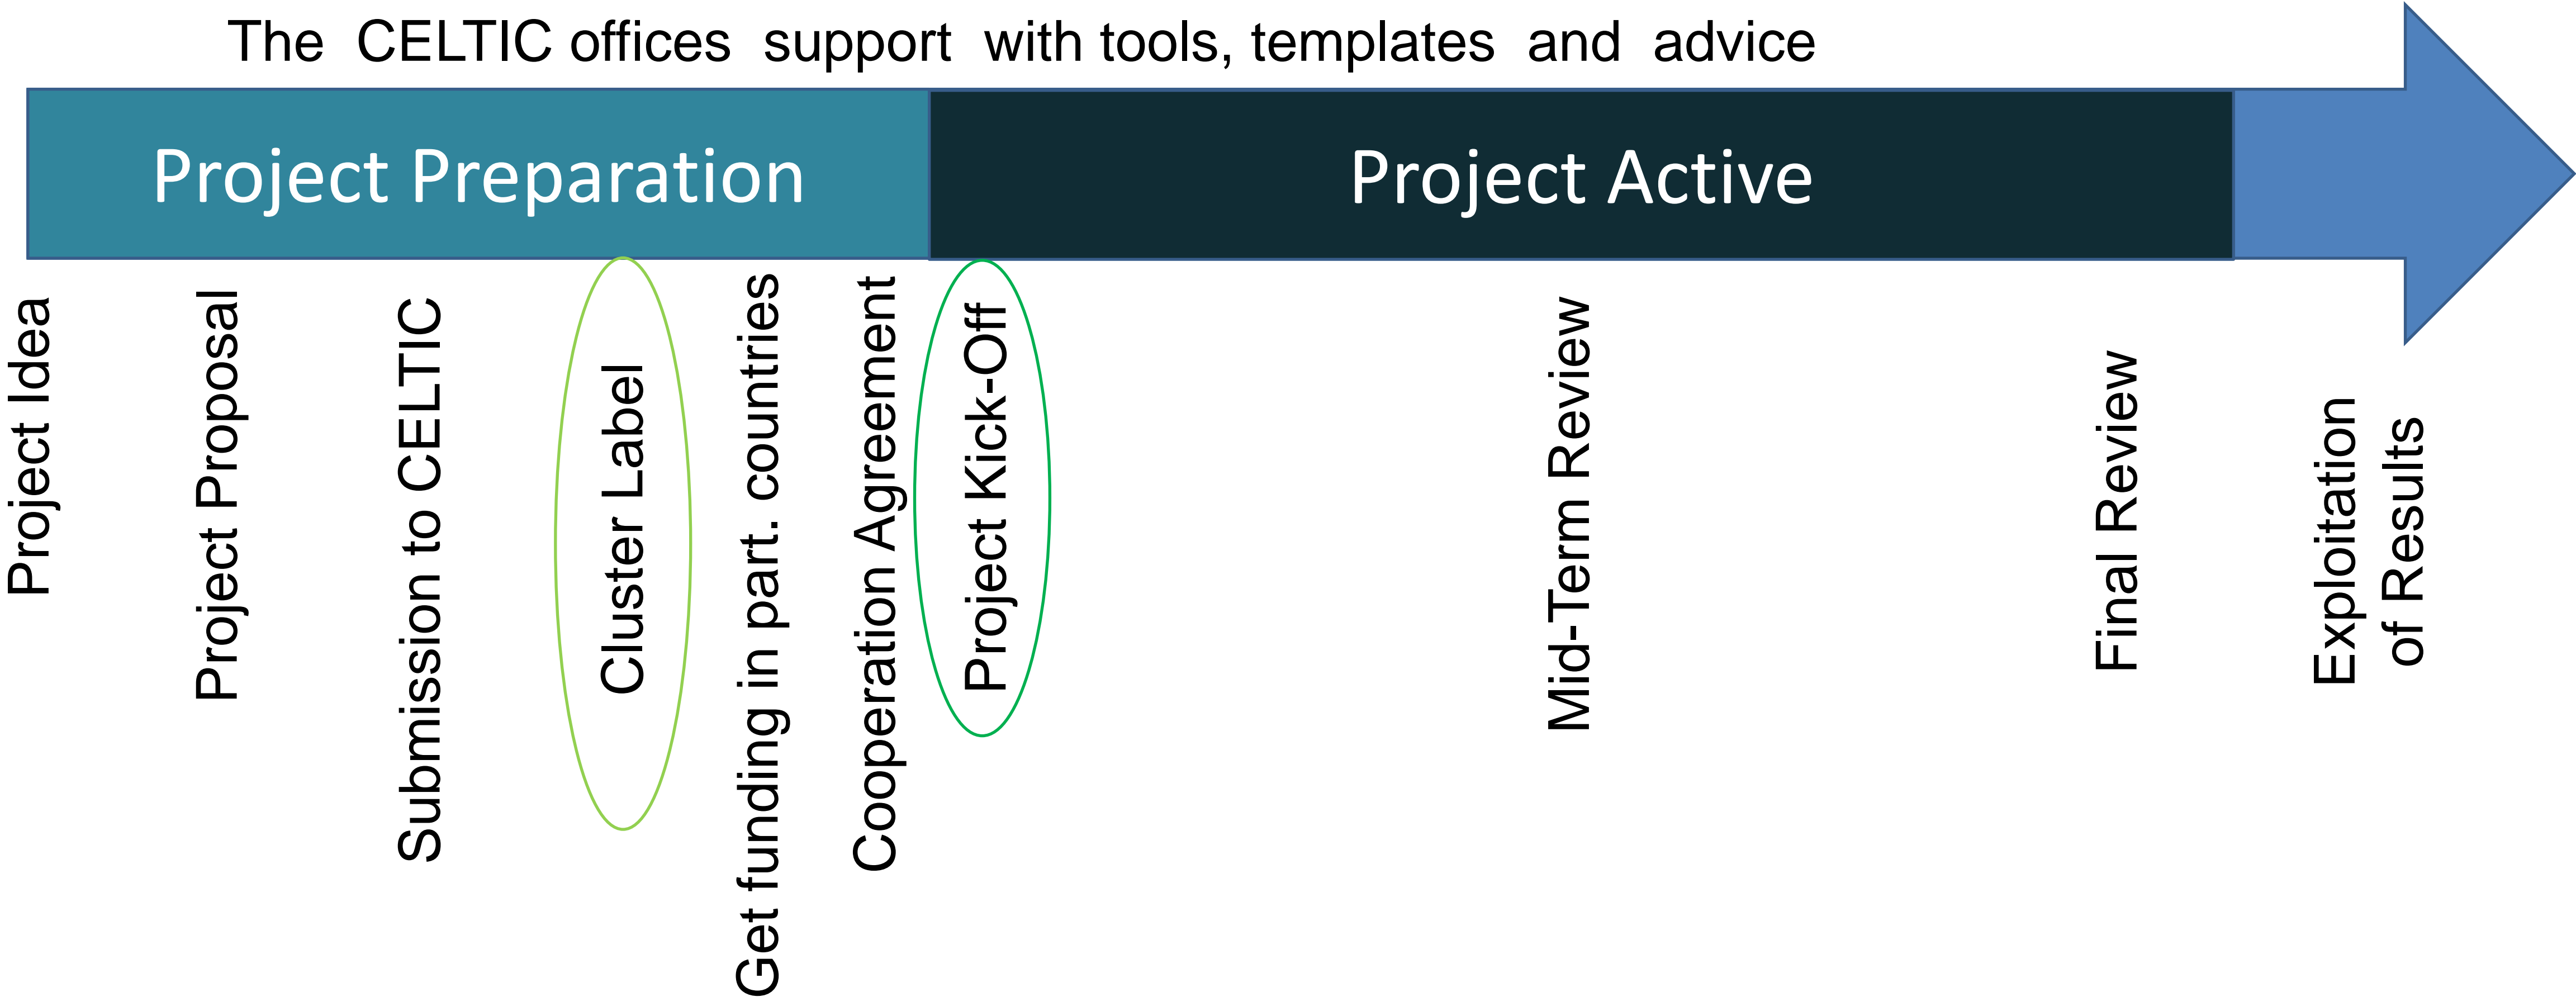 The CELTIC offices support with tools, templates and advice
Project Preparation
Project Active
Project Idea
Project Proposal
Submission to CELTIC
Cluster Label
Get funding in part. countries
Cooperation Agreement
Project Kick-Off
Mid-Term Review
Final Review
Exploitation
of Results